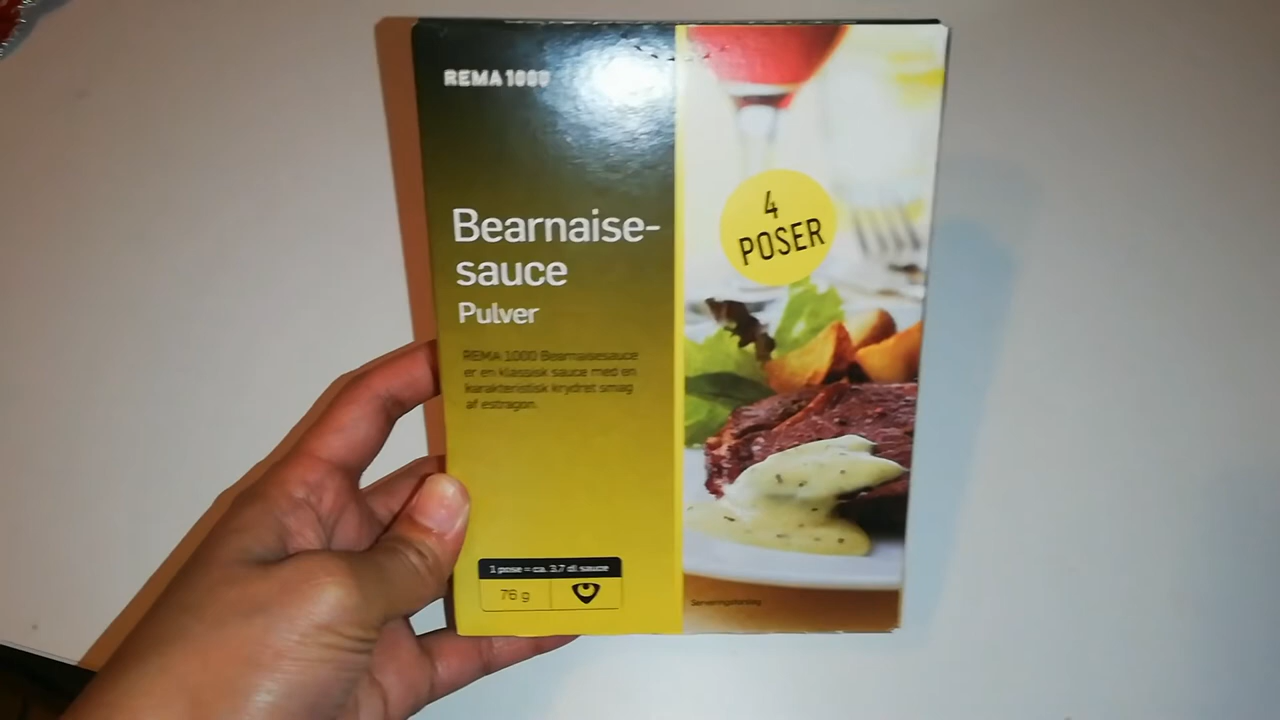 REMA 1000
Bearnaise-
sauce
Pulver
REMA 1000 Bearnaisesauce
er en klassisk sauce med en
karakteristisk krydret smag
af estragon.
1 pose = ca. 3.7 dl sauce
76 g
4
POSER
Serveringsforslag